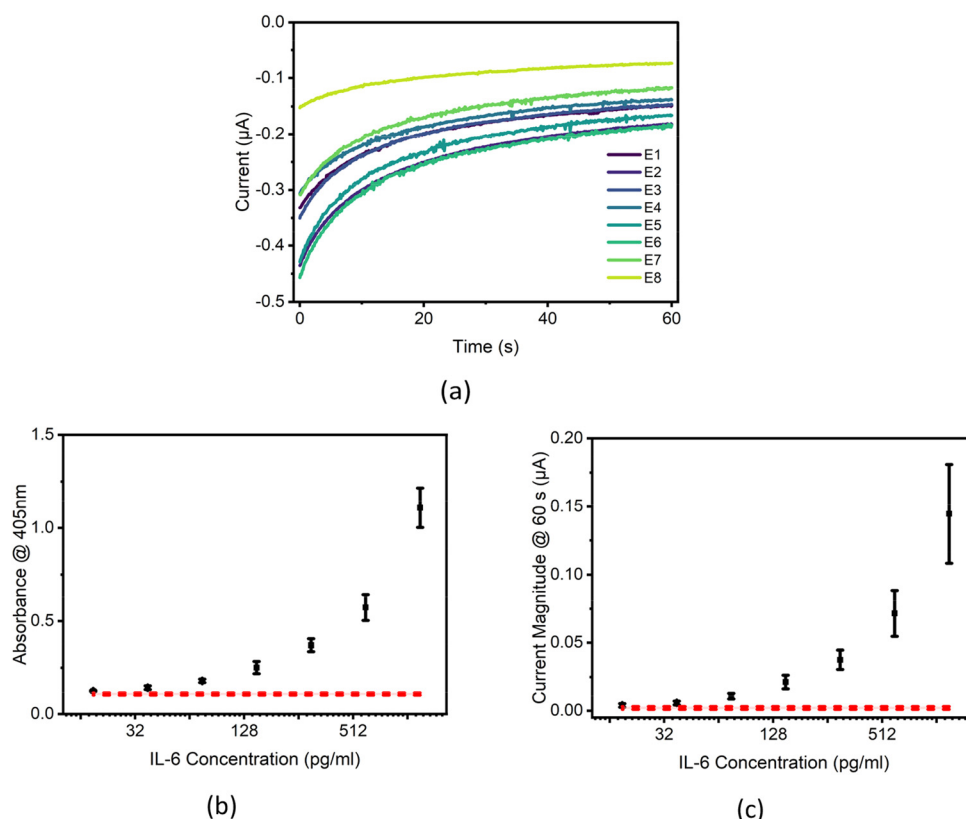 0.0
-0.1
-0.2
-0.3
-0.4
-0.5
Current (µA)
E1
E2
E3
E4
E5
E6
E7
E8
0 20 40 60
Time (s)
(a)
1.5
1.0
0.5
0.0
Absorbance @ 405nm
32 128 512
IL-6 Concentration (pg/ml)
(b)
0.20
0.15
0.10
0.05
0.00
Current Magnitude @ 60 s (µA)
32 128 512
IL-6 Concentration (pg/ml)
(c)